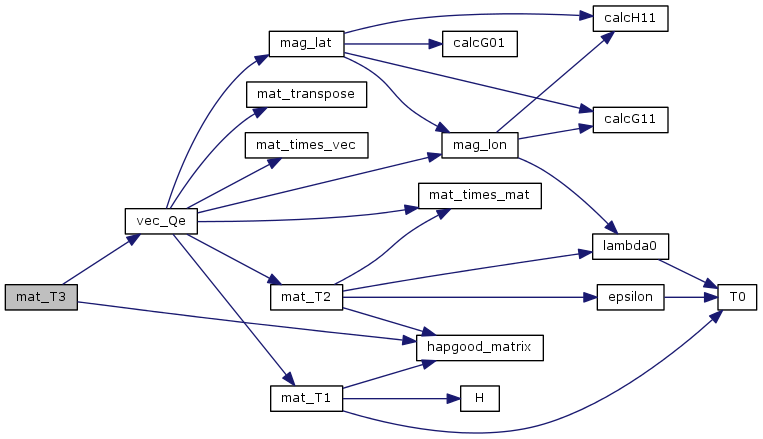 mat_T3
vec_Qe
mag_lat
mat_transpose
mat_times_vec
mat_T2
mat_T1
calcG01
mag_lon
mat_times_mat
hapgood_matrix
H
calcH11
calcG11
lambda0
epsilon
T0